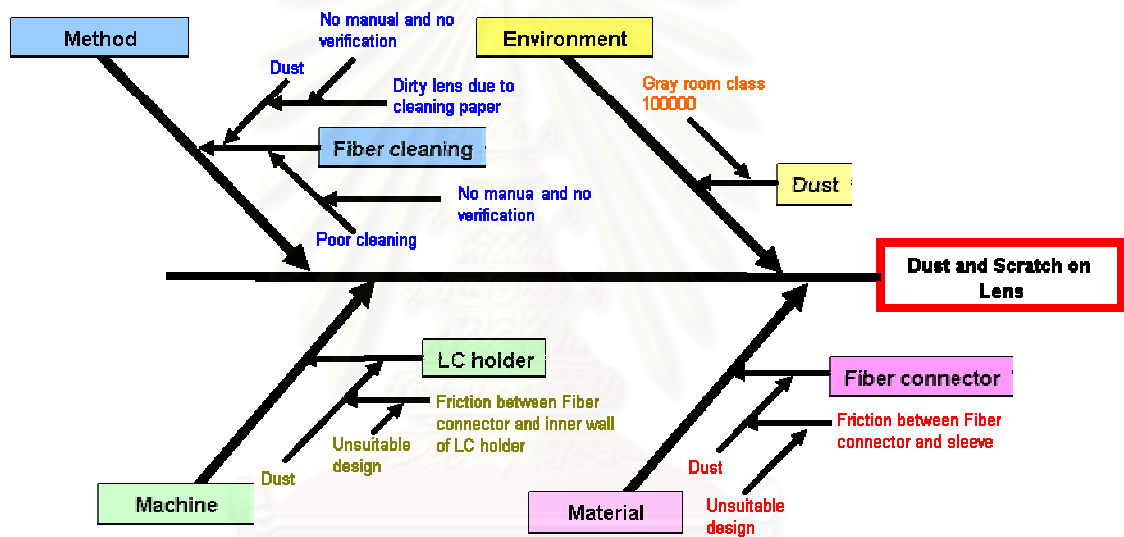 Method
No manual and no
verification
Dust
Dirty lens due to
cleaning paper
Fiber cleaning
No manua and no
verification
Poor cleaning
Environment
Gray room class
100000
Dust
Dust and Scratch on
Lens
LC holder
Friction between Fiber
connector and inner wall
of LC holder
Unsuitable
design
Dust
Machine
Fiber connector
Friction between Fiber
connector and sleeve
Dust
Unsuitable
design
Material